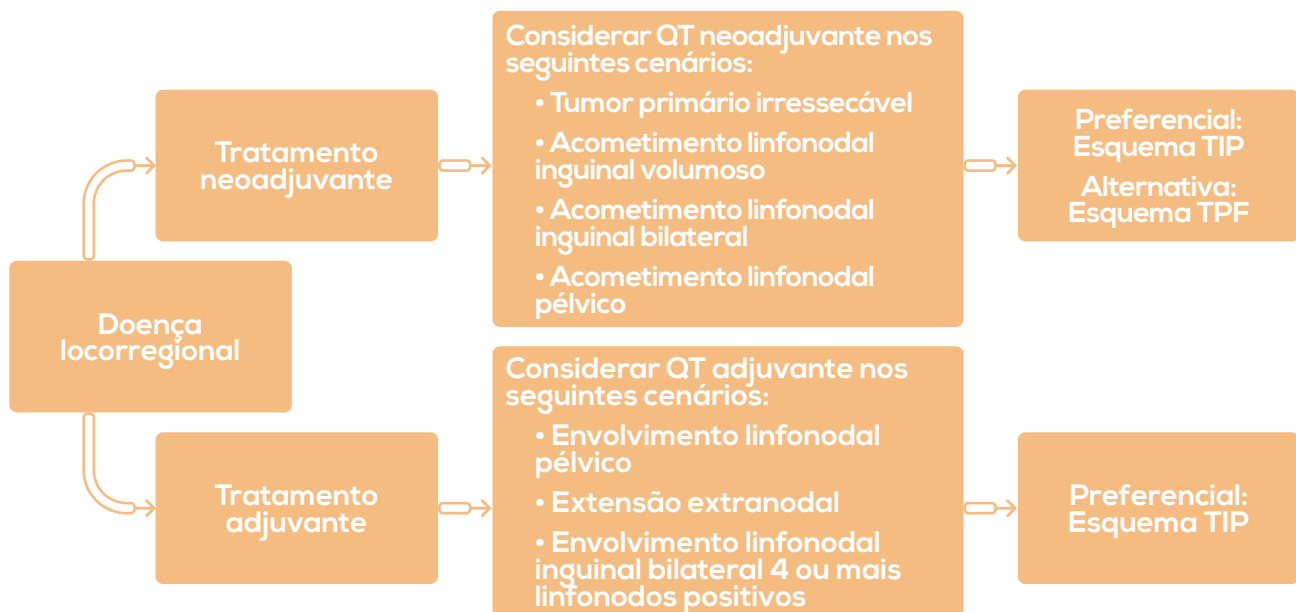 Doença
locorregional
Tratamento
neoadjuvante
Considerar QT neoadjuvante nos
seguintes cenários:
• Tumor primário irressecável
• Acometimento linfonodal
inguinal volumoso
• Acometimento linfonodal
inguinal bilateral
• Acometimento linfonodal
pélvico
Preferencial:
Esquema TIP
Alternativa:
Esquema TPF
Tratamento
adjuvante
Considerar QT adjuvante nos
seguintes cenários:
• Envolvimento linfonodal
pélvico
• Extensão extranodal
• Envolvimento linfonodal
inguinal bilateral 4 ou mais
linfonodos positivos
Preferencial:
Esquema TIP